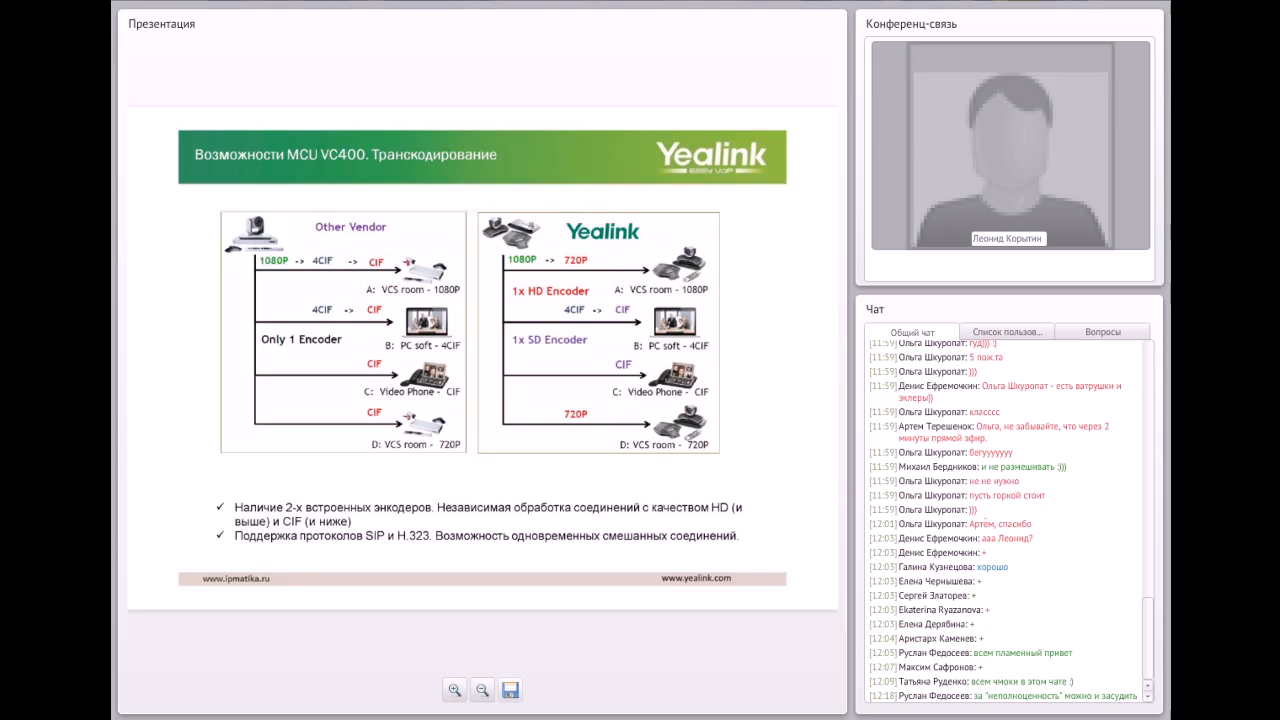 Презентация
Возможности MCU VC400. Транскодирование
Yealink
EASY VOIP
Other Vendor
1080P -> 4CIF -> CIF
A: VCS room - 1080P
4CIF -> CIF
Only 1 Encoder
B: PC soft - 4CIF
CIF
C: Video Phone - CIF
CIF
D: VCS room - 720P
Yealink
1080P -> 720P
A: VCS room - 1080P
1x HD Encoder
4CIF -> CIF
1x SD Encoder
B: PC soft - 4CIF
CIF
C: Video Phone - CIF
720P
D: VCS room - 720P
✓ Наличие 2-х встроенных энкодеров. Независимая обработка соединений с качеством HD (и
выше) и CIF (и ниже)
✓ Поддержка протоколов SIP и H.323. Возможность одновременных смешанных соединений.
www.ipmatika.ru
www.yealink.com
Конференц-связь
Леонид Корытин
Чат
Общий чат
Список пользов...
Вопросы
[11:59] Ольга Шкуропат: гуд))) :)
[11:59] Ольга Шкуропат: 5 пож.та
[11:59] Ольга Шкуропат: )))
[11:59] Денис Ефремочкин: Ольга Шкуропат - есть ватрушки и
эклеры))
[11:59] Ольга Шкуропат: класссс
[11:59] Артем Терешенок: Ольга, не забывайте, что через 2
минуты прямой эфир.
[11:59] Ольга Шкуропат: бегууууууу
[11:59] Михаил Бердников: и не размешивать :)))
[11:59] Ольга Шкуропат: не не нужно
[11:59] Ольга Шкуропат: пусть горкой стоит
[11:59] Ольга Шкуропат: )))
[12:01] Ольга Шкуропат: Артём, спасибо
[12:03] Денис Ефремочкин: ааа Леонид?
[12:03] Денис Ефремочкин: +
[12:03] Галина Кузнецова: хорошо
[12:03] Елена Чернышева: +
[12:03] Сергей Златорев: +
[12:03] Ekaterina Ryazanova: +
[12:03] Елена Дерябина: +
[12:04] Аристарх Каменев: +
[12:05] Руслан Федосеев: всем пламенный привет
[12:07] Максим Сафронов: +
[12:09] Татьяна Руденко: всем чмоки в этом чате :)
[12:18] Руслан Федосеев: за "неполноценность" можно и засудить